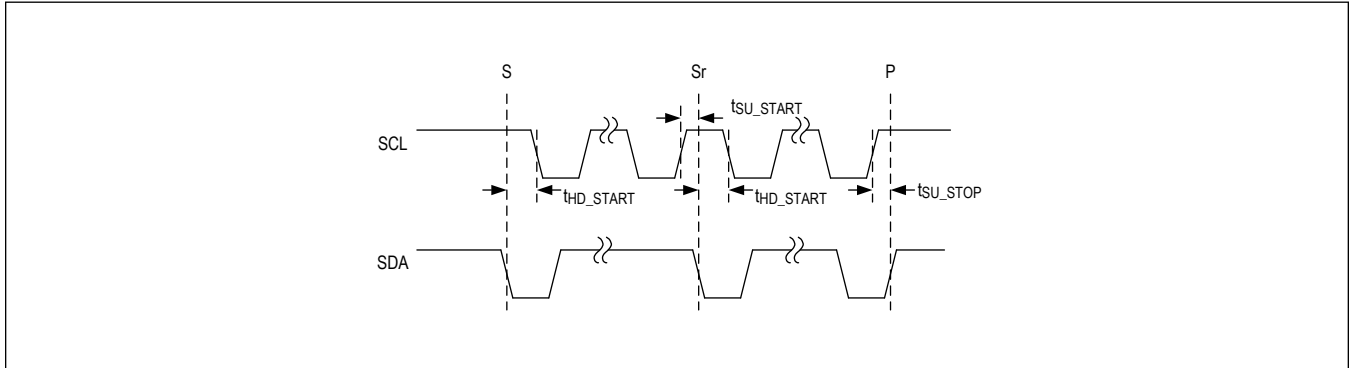 S Sr P
tSU_START
SCL
tHD_START tHD_START tSU_STOP
SDA